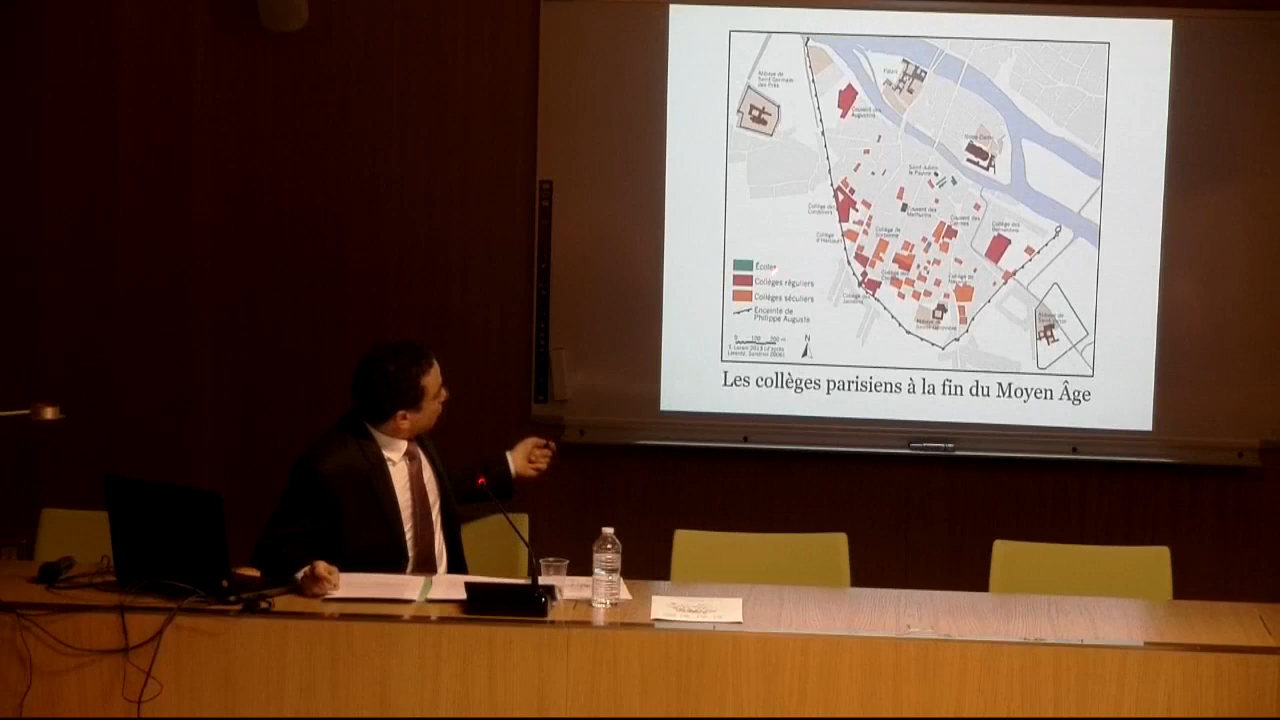 Abbaye de
Saint Germain
des Prés
Palais
Couvent des
Augustins
Notre Dame
Saint Julien
le Pauvre
Collège des
Cordeliers
Couvent des
Mathurins
Couvent des
Carmes
Collège des
Bernardins
Collège
d'Harcourt
Collège de
Sorbonne
Collège de
Collège des
Jacobins
Abbaye de
Saint Victor
Abbaye de
Sainte Geneviève
Écoles
Collèges réguliers
Collèges séculiers
Enceinte de
Philippe Auguste
N
Les collèges parisiens à la fin du Moyen Âge